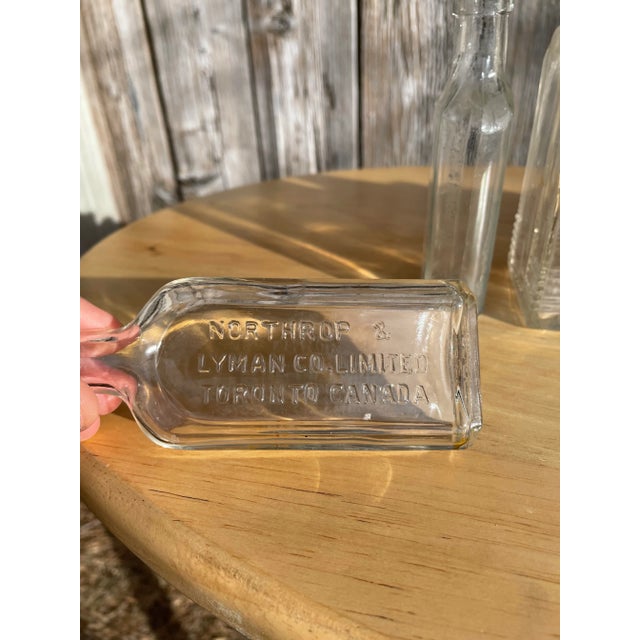 NORTHROP &
LYMAN CO. LIMITED
TORONTO CANADA